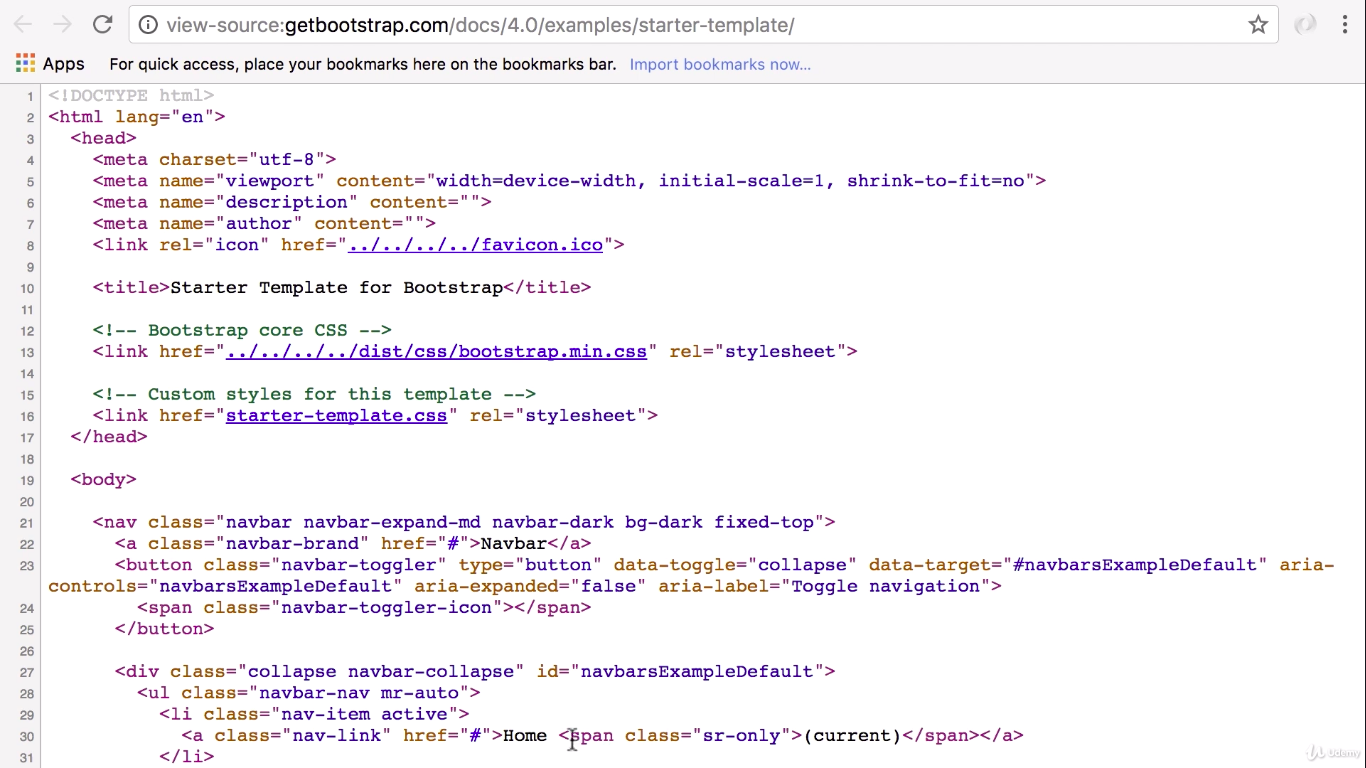 view-source:getbootstrap.com/docs/4.0/examples/starter-template/
Apps For quick access, place your bookmarks here on the bookmarks bar. Import bookmarks now...
1 <!DOCTYPE html>
2 <html lang="en">
3 <head>
4 <meta charset="utf-8">
5 <meta name="viewport" content="width=device-width, initial-scale=1, shrink-to-fit=no">
6 <meta name="description" content="">
7 <meta name="author" content="">
8 <link rel="icon" href="../../../../favicon.ico">
9
10 <title>Starter Template for Bootstrap</title>
11
12 <!-- Bootstrap core CSS -->
13 <link href="../../../../dist/css/bootstrap.min.css" rel="stylesheet">
14
15 <!-- Custom styles for this template -->
16 <link href="starter-template.css" rel="stylesheet">
17 </head>
18
19 <body>
20
21 <nav class="navbar navbar-expand-md navbar-dark bg-dark fixed-top">
22 <a class="navbar-brand" href="#">Navbar</a>
23 <button class="navbar-toggler" type="button" data-toggle="collapse" data-target="#navbarsExampleDefault" aria-
controls="navbarsExampleDefault" aria-expanded="false" aria-label="Toggle navigation">
24 <span class="navbar-toggler-icon"></span>
25 </button>
26
27 <div class="collapse navbar-collapse" id="navbarsExampleDefault">
28 <ul class="navbar-nav mr-auto">
29 <li class="nav-item active">
30 <a class="nav-link" href="#">Home <span class="sr-only">(current)</span></a>
31 </li>
Udemy